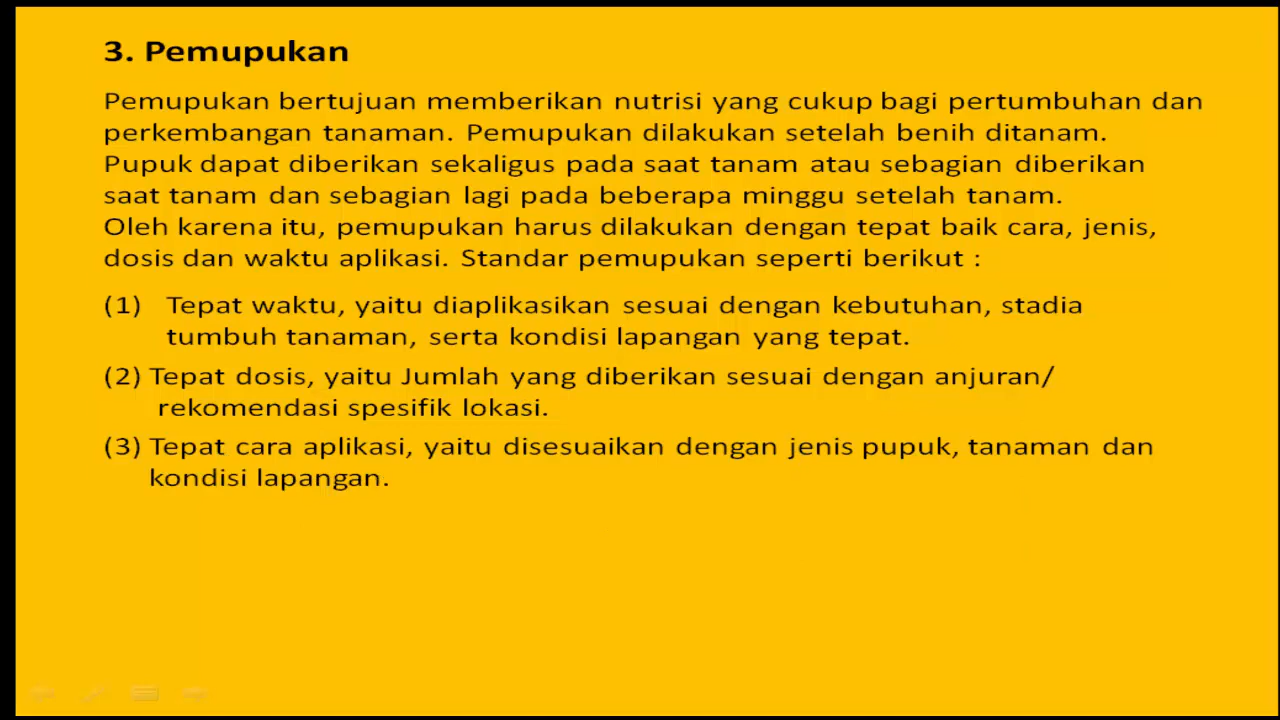 3. Pemupukan
Pemupukan bertujuan memberikan nutrisi yang cukup bagi pertumbuhan dan
perkembangan tanaman. Pemupukan dilakukan setelah benih ditanam.
Pupuk dapat diberikan sekaligus pada saat tanam atau sebagian diberikan
saat tanam dan sebagian lagi pada beberapa minggu setelah tanam.
Oleh karena itu, pemupukan harus dilakukan dengan tepat baik cara, jenis,
dosis dan waktu aplikasi. Standar pemupukan seperti berikut :
(1) Tepat waktu, yaitu diaplikasikan sesuai dengan kebutuhan, stadia
tumbuh tanaman, serta kondisi lapangan yang tepat.
(2) Tepat dosis, yaitu Jumlah yang diberikan sesuai dengan anjuran/
rekomendasi spesifik lokasi.
(3) Tepat cara aplikasi, yaitu disesuaikan dengan jenis pupuk, tanaman dan
kondisi lapangan.